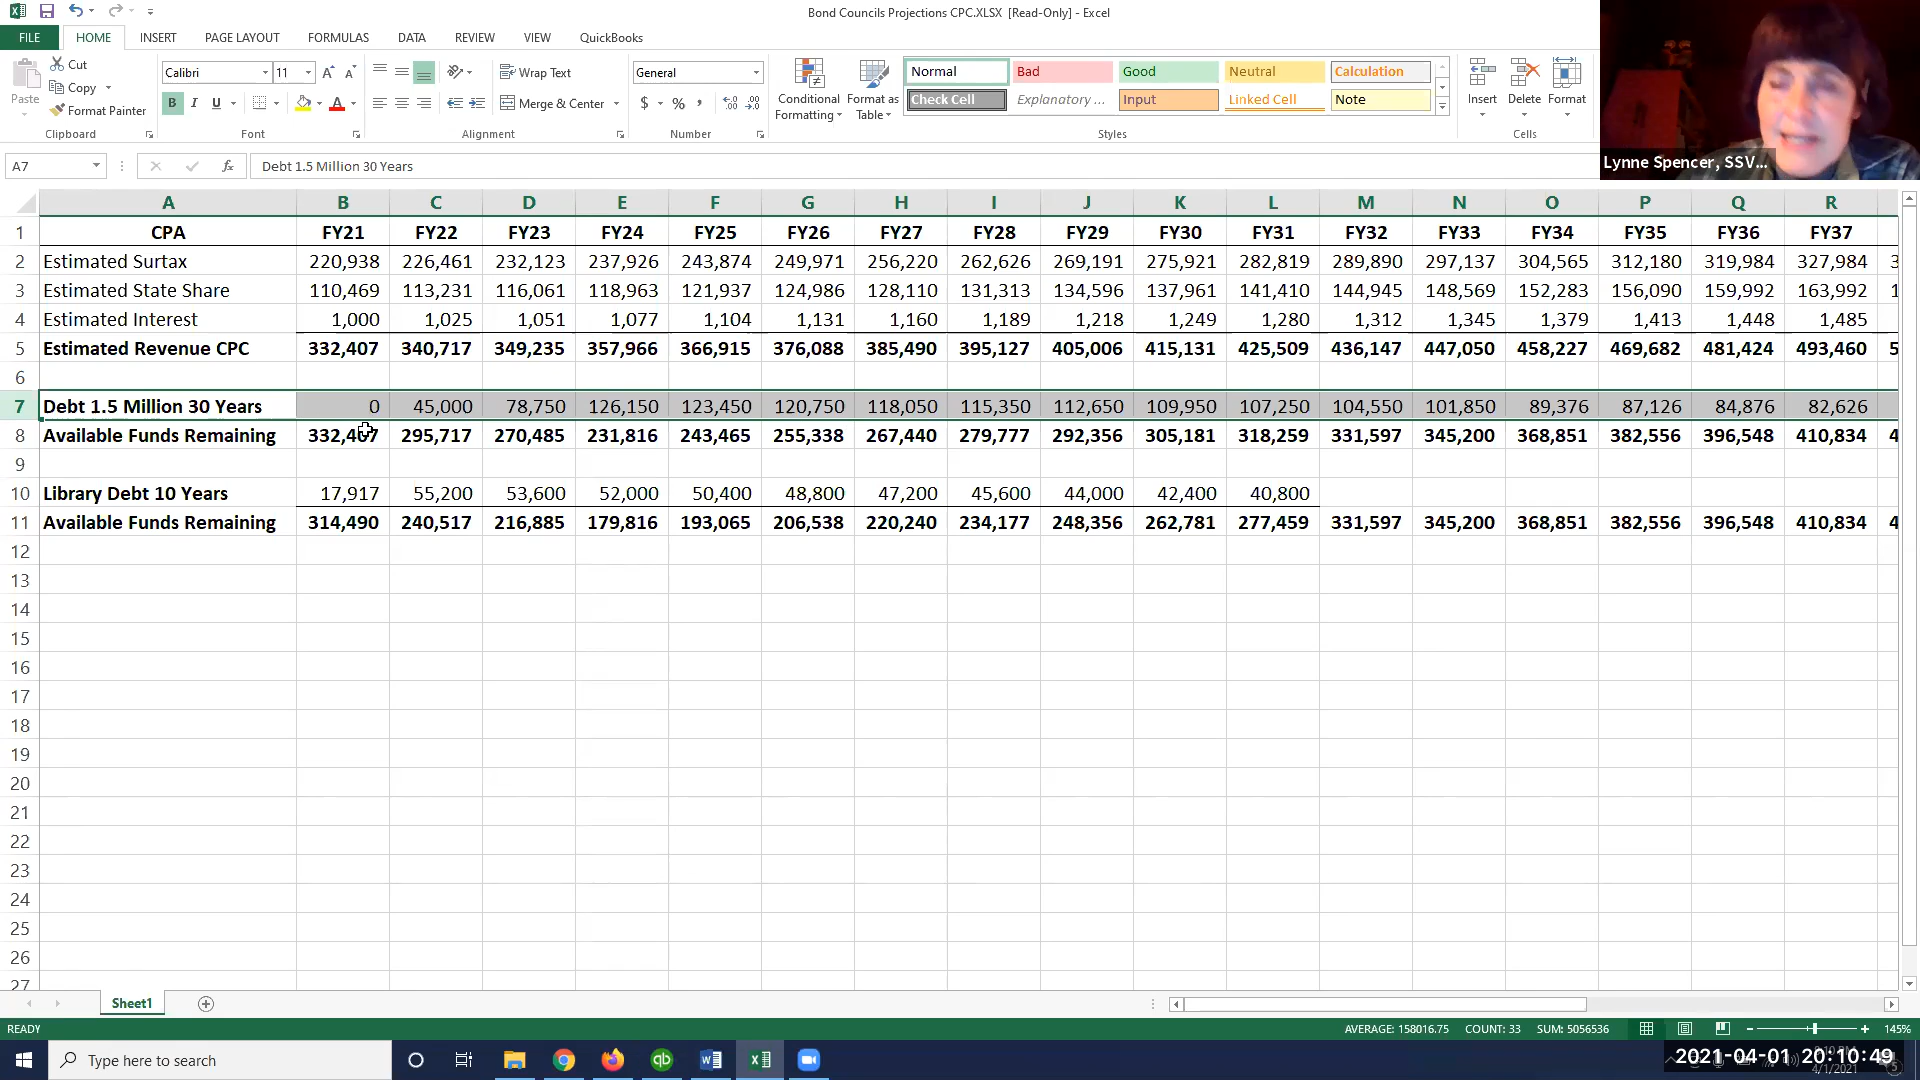 Bond Councils Projections CPC.XLSX [Read-Only] - Excel
FILE HOME INSERT PAGE LAYOUT FORMULAS DATA REVIEW VIEW QuickBooks
Paste
Cut
Copy
Format Painter
Clipboard
Calibri 11
B I U
Font
Wrap Text
Merge & Center
Alignment
General
$ % ,
Number
Conditional Formatting
Format as Table
Normal Bad Good Neutral Calculation
Check Cell Explanatory ... Input Linked Cell Note
Styles
Insert Delete Format
Cells
Lynne Spencer, SSV...
A7 fx Debt 1.5 Million 30 Years
A B C D E F G H I J K L M N O P Q R
1 CPA FY21 FY22 FY23 FY24 FY25 FY26 FY27 FY28 FY29 FY30 FY31 FY32 FY33 FY34 FY35 FY36 FY37
2 Estimated Surtax 220,938 226,461 232,123 237,926 243,874 249,971 256,220 262,626 269,191 275,921 282,819 289,890 297,137 304,565 312,180 319,984 327,984 3
3 Estimated State Share 110,469 113,231 116,061 118,963 121,937 124,986 128,110 131,313 134,596 137,961 141,410 144,945 148,569 152,283 156,090 159,992 163,992 1
4 Estimated Interest 1,000 1,025 1,051 1,077 1,104 1,131 1,160 1,189 1,218 1,249 1,280 1,312 1,345 1,379 1,413 1,448 1,485
5 Estimated Revenue CPC 332,407 340,717 349,235 357,966 366,915 376,088 385,490 395,127 405,006 415,131 425,509 436,147 447,050 458,227 469,682 481,424 493,460 5
6
7 Debt 1.5 Million 30 Years 0 45,000 78,750 126,150 123,450 120,750 118,050 115,350 112,650 109,950 107,250 104,550 101,850 89,376 87,126 84,876 82,626
8 Available Funds Remaining 332,407 295,717 270,485 231,816 243,465 255,338 267,440 279,777 292,356 305,181 318,259 331,597 345,200 368,851 382,556 396,548 410,834 4
9
10 Library Debt 10 Years 17,917 55,200 53,600 52,000 50,400 48,800 47,200 45,600 44,000 42,400 40,800
11 Available Funds Remaining 314,490 240,517 216,885 179,816 193,065 206,538 220,240 234,177 248,356 262,781 277,459 331,597 345,200 368,851 382,556 396,548 410,834 4
12
13
14
15
16
17
18
19
20
21
22
23
24
25
26
27
Sheet1
READY AVERAGE: 158016.75 COUNT: 33 SUM: 5056536 145%
Type here to search
2021-04-01 20:10:49
4/1/2021